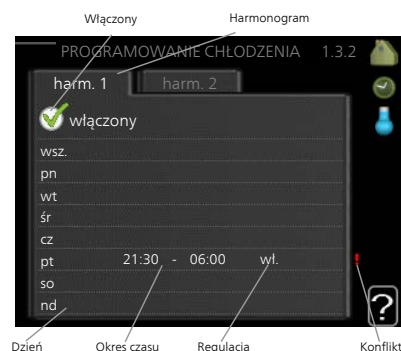 Włączony Harmonogram
PROGRAMOWANIE CHŁODZENIA 1.3.2
harm. 1 harm. 2
włączony
wsz.
pn
wt
śr
cz
pt 21:30 - 06:00 wł. !
so
nd
?
Dzień Okres czasu Regulacja Konflikt